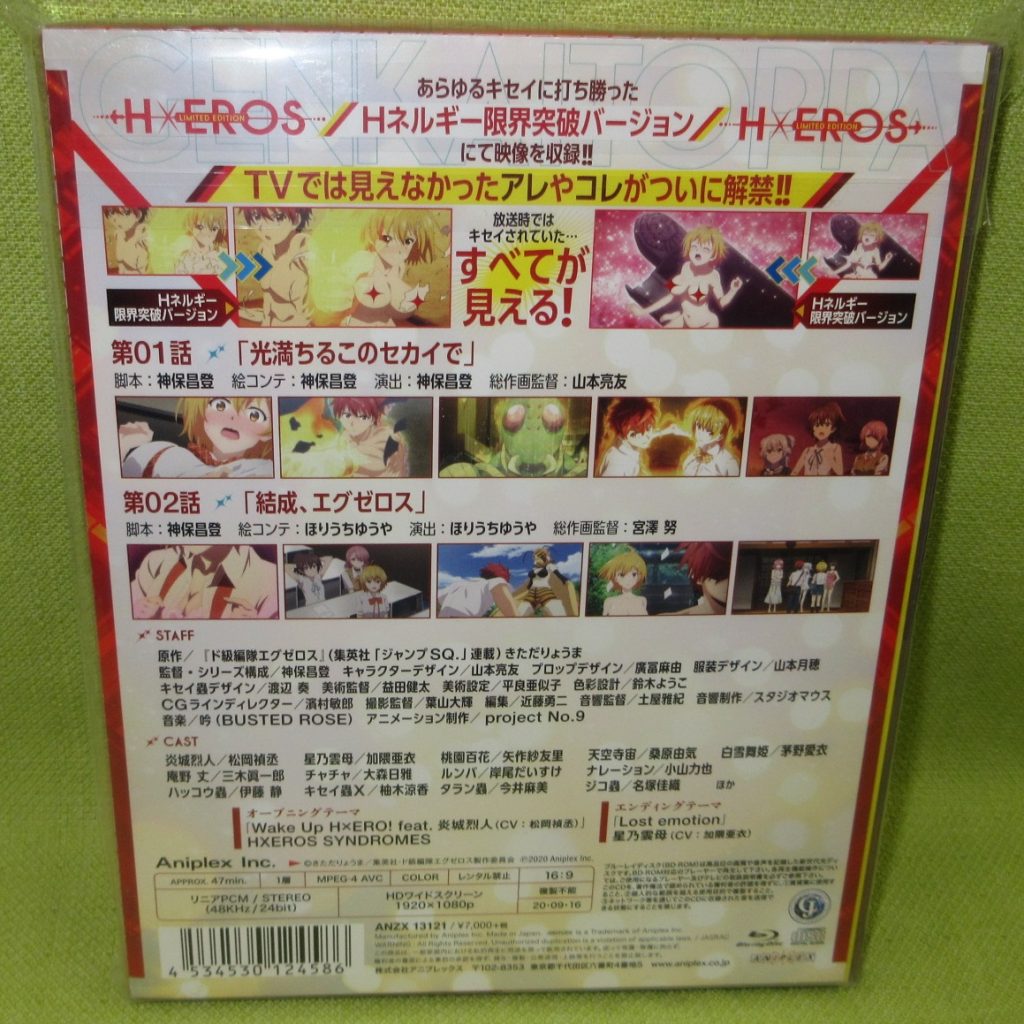 GENKAITOPPA
あらゆるキセイに打ち勝った
H×EROS LIMITED EDITION / Hネルギー限界突破バージョン / H×EROS LIMITED EDITION
にて映像を収録!!
TVでは見えなかったアレやコレがついに解禁!!
放送時では
キセイされていた…
すべてが
見える!
Hネルギー
限界突破バージョン
Hネルギー
限界突破バージョン
第01話 「光満ちるこのセカイで」
脚本:神保昌登 絵コンテ:神保昌登 演出:神保昌登 総作画監督:山本亮友
第02話 「結成、エグゼロス」
脚本:神保昌登 絵コンテ:ほりうちゆうや 演出:ほりうちゆうや 総作画監督:宮澤 努
STAFF
原作/『ド級編隊エグゼロス』(集英社「ジャンプSQ.」連載)きただりょうま
監督・シリーズ構成/神保昌登 キャラクターデザイン/山本亮友 プロップデザイン/廣冨麻由 服装デザイン/山本月穂
キセイ蟲デザイン/渡辺 奏 美術監督/益田健太 美術設定/平良亜似子 色彩設計/鈴木ようこ
CGラインディレクター/濱村敏郎 撮影監督/葉山大輝 編集/近藤勇二 音響監督/土屋雅紀 音響制作/スタジオマウス
音楽/吟(BUSTED ROSE) アニメーション制作/project No.9
CAST
炎城烈人/松岡禎丞 星乃雲母/加隈亜衣 桃園百花/矢作紗友里 天空寺宙/桑原由気 白雪舞姫/茅野愛衣
庵野 丈/三木眞一郎 チャチャ/大森日雅 ルンバ/岸尾だいすけ ナレーション/小山力也
ハッコウ蟲/伊藤 静 キセイ蟲X/柚木涼香 タラン蟲/今井麻美 ジコ蟲/名塚佳織 ほか
オープニングテーマ
「Wake Up H×ERO! feat. 炎城烈人(CV:松岡禎丞)」
HXEROS SYNDROMES
エンディングテーマ
「Lost emotion」
星乃雲母(CV:加隈亜衣)
Aniplex Inc. ▶©きただりょうま/集英社・ド級編隊エグゼロス製作委員会 Ⓟ2020 Aniplex Inc.
APPROX. 47min. 1層 MPEG-4 AVC COLOR レンタル禁止 16:9 複製不能
リニアPCM / STEREO
(48KHz / 24bit)
HDワイドスクリーン
1920×1080p
20・09・16
ANZX 13121 / ¥7,000+税
Manufactured by Aniplex Inc. Made in Japan.
4 534530 124586
株式会社アニプレックス 〒102-8353 東京都千代田区六番町4番地5 www.aniplex.co.jp
Blu-ray Disc
ANIPLEX